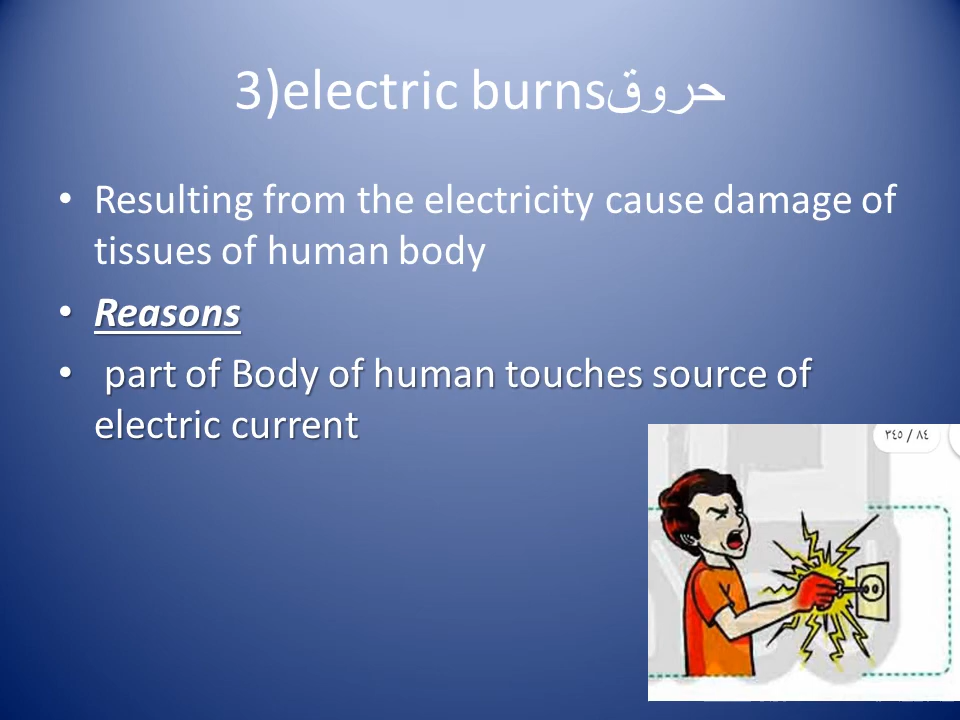 3)electric burnsحروق
• Resulting from the electricity cause damage of
tissues of human body
• Reasons
• part of Body of human touches source of
electric current
٨٤ / ٣٤٥